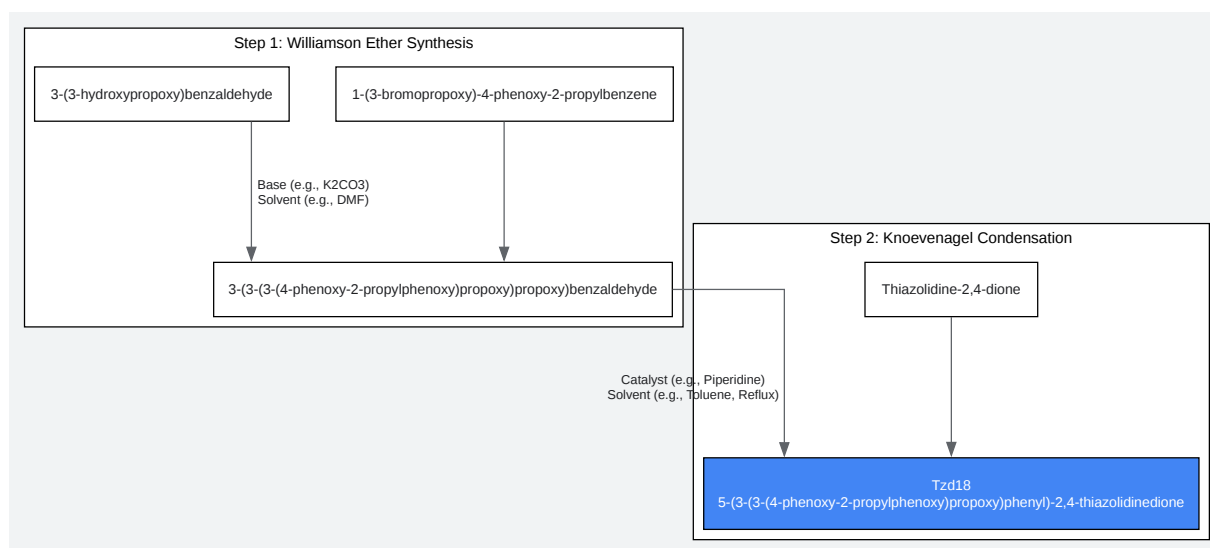 Step 1: Williamson Ether Synthesis
3-(3-hydroxypropoxy)benzaldehyde
1-(3-bromopropoxy)-4-phenoxy-2-propylbenzene
Base (e.g., K2CO3)
Solvent (e.g., DMF)
3-(3-(3-(4-phenoxy-2-propylphenoxy)propoxy)propoxy)benzaldehyde
Step 2: Knoevenagel Condensation
Thiazolidine-2,4-dione
Catalyst (e.g., Piperidine)
Solvent (e.g., Toluene, Reflux)
Tzd18
5-(3-(3-(4-phenoxy-2-propylphenoxy)propoxy)phenyl)-2,4-thiazolidinedione